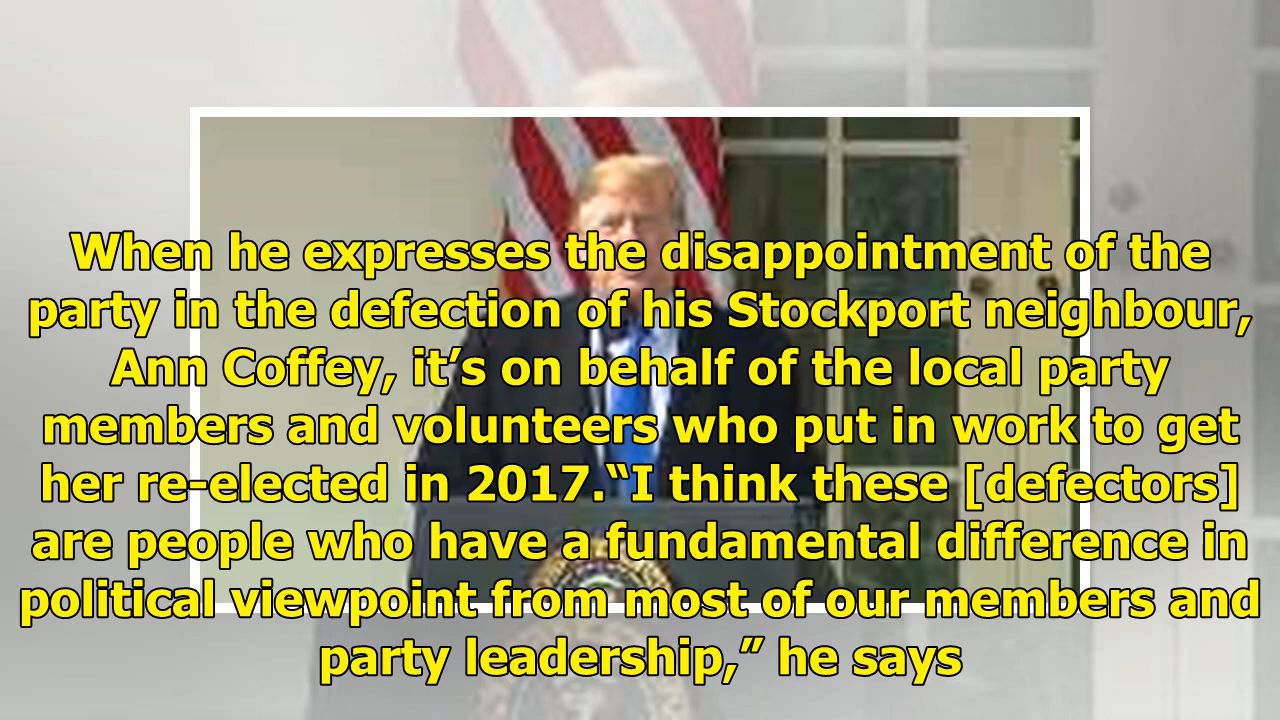 When he expresses the disappointment of the
party in the defection of his Stockport neighbour,
Ann Coffey, it’s on behalf of the local party
members and volunteers who put in work to get
her re-elected in 2017.“I think these [defectors]
are people who have a fundamental difference in
political viewpoint from most of our members and
party leadership,” he says